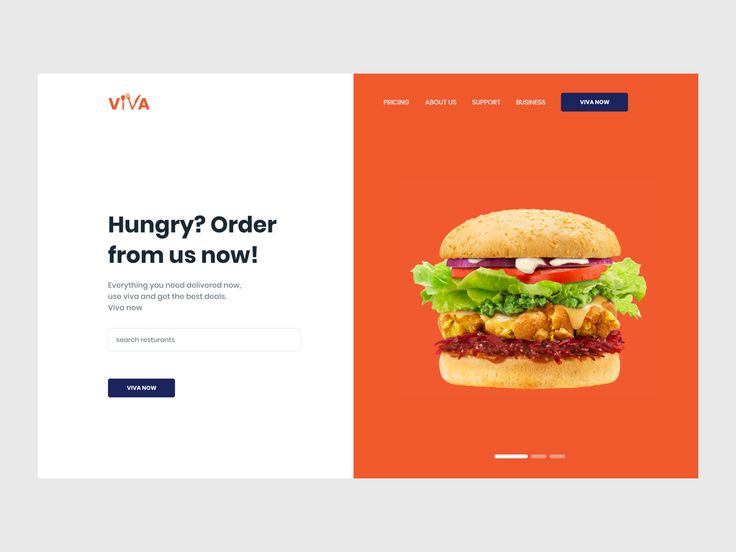 VIVA
PRICING ABOUT US SUPPORT BUSINESS VIVA NOW
Hungry? Order
from us now!
Everything you need delivered now,
use viva and get the best deals.
Viva now
search resturants
VIVA NOW